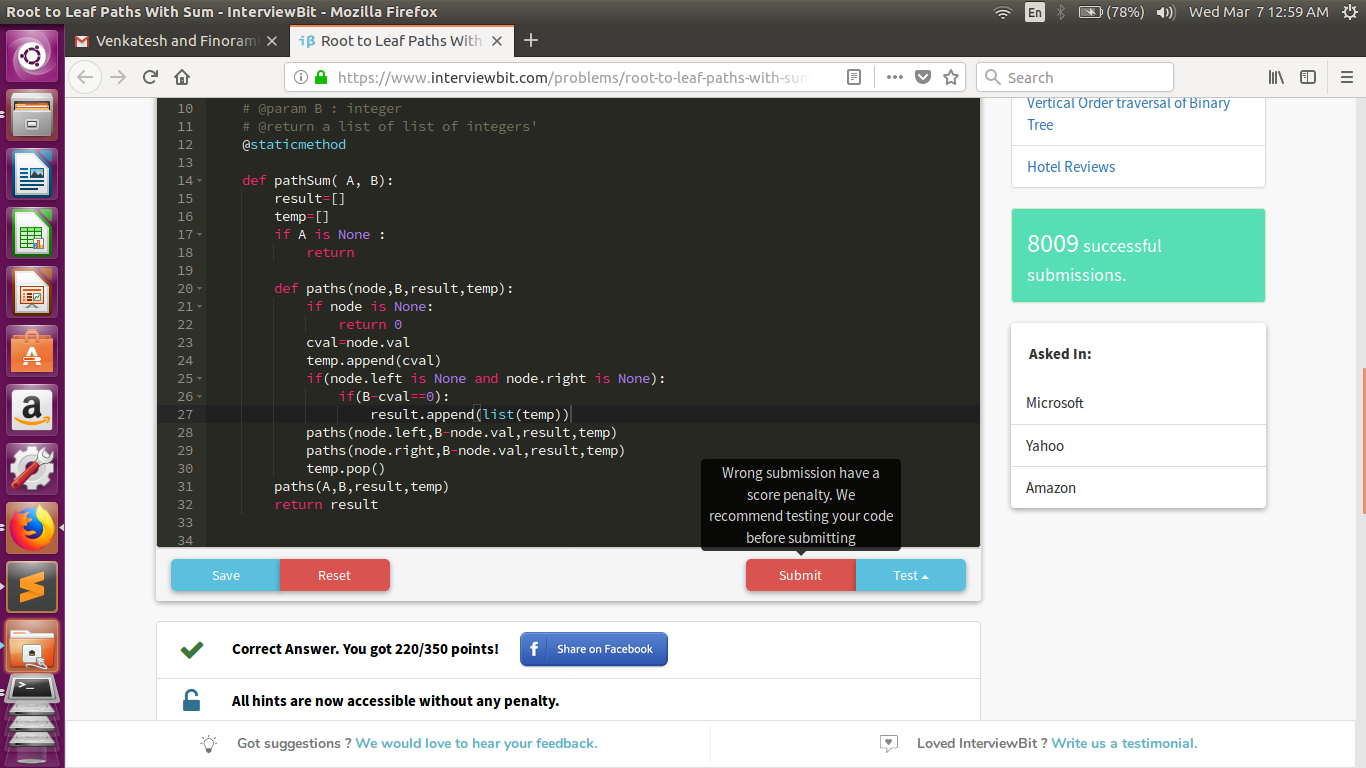 Root to Leaf Paths With Sum - InterviewBit - Mozilla Firefox
En
(78%)
Wed Mar 7 12:59 AM
Venkatesh and Finoram
Root to Leaf Paths With
https://www.interviewbit.com/problems/root-to-leaf-paths-with-sum
Search
10 # @param B : integer
11 # @return a list of list of integers'
12 @staticmethod
13
14 def pathSum( A, B):
15 result=[]
16 temp=[]
17 if A is None :
18 return
19
20 def paths(node,B,result,temp):
21 if node is None:
22 return 0
23 cval=node.val
24 temp.append(cval)
25 if(node.left is None and node.right is None):
26 if(B-cval==0):
27 result.append(list(temp))
28 paths(node.left,B-node.val,result,temp)
29 paths(node.right,B-node.val,result,temp)
30 temp.pop()
31 paths(A,B,result,temp)
32 return result
33
34
Wrong submission have a
score penalty. We
recommend testing your code
before submitting
Save
Reset
Submit
Test
Correct Answer. You got 220/350 points!
f Share on Facebook
All hints are now accessible without any penalty.
Vertical Order traversal of Binary
Tree
Hotel Reviews
8009 successful
submissions.
Asked In:
Microsoft
Yahoo
Amazon
Got suggestions ? We would love to hear your feedback.
Loved InterviewBit ? Write us a testimonial.